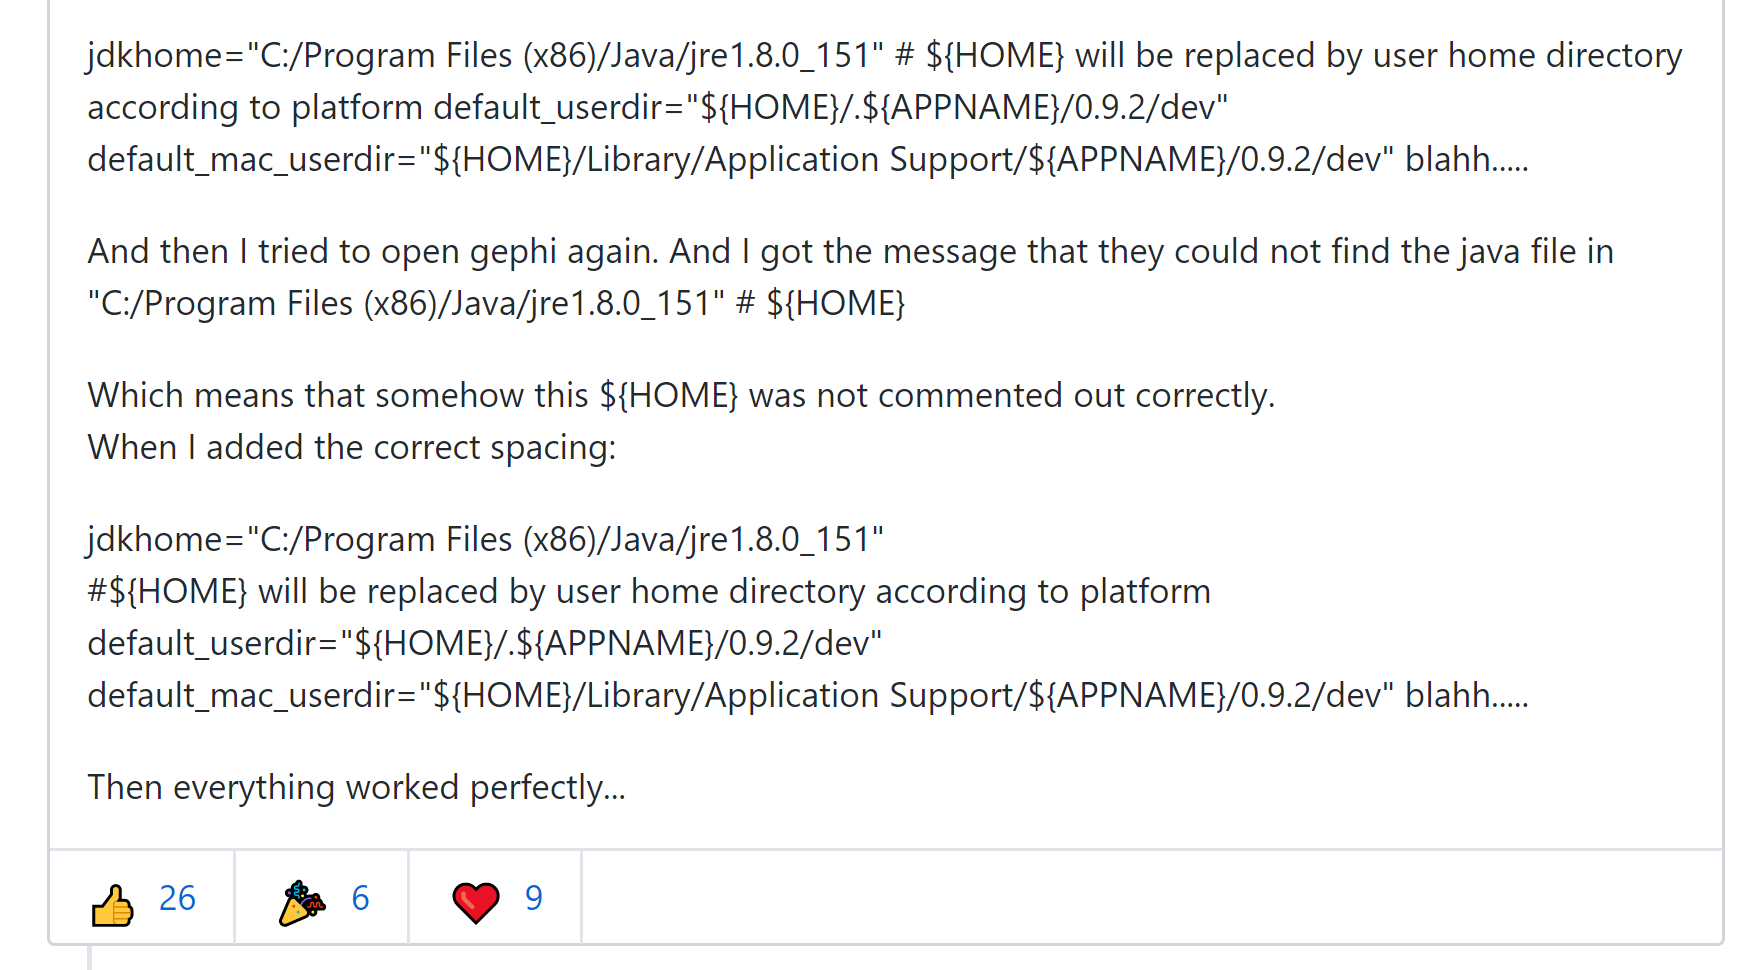 jdkhome="C:/Program Files (x86)/Java/jre1.8.0_151" # ${HOME} will be replaced by user home directory
according to platform default_userdir="${HOME}/.${APPNAME}/0.9.2/dev"
default_mac_userdir="${HOME}/Library/Application Support/${APPNAME}/0.9.2/dev" blahh.....
And then I tried to open gephi again. And I got the message that they could not find the java file in
"C:/Program Files (x86)/Java/jre1.8.0_151" # ${HOME}
Which means that somehow this ${HOME} was not commented out correctly.
When I added the correct spacing:
jdkhome="C:/Program Files (x86)/Java/jre1.8.0_151"
#${HOME} will be replaced by user home directory according to platform
default_userdir="${HOME}/.${APPNAME}/0.9.2/dev"
default_mac_userdir="${HOME}/Library/Application Support/${APPNAME}/0.9.2/dev" blahh.....
Then everything worked perfectly...
26 6 9